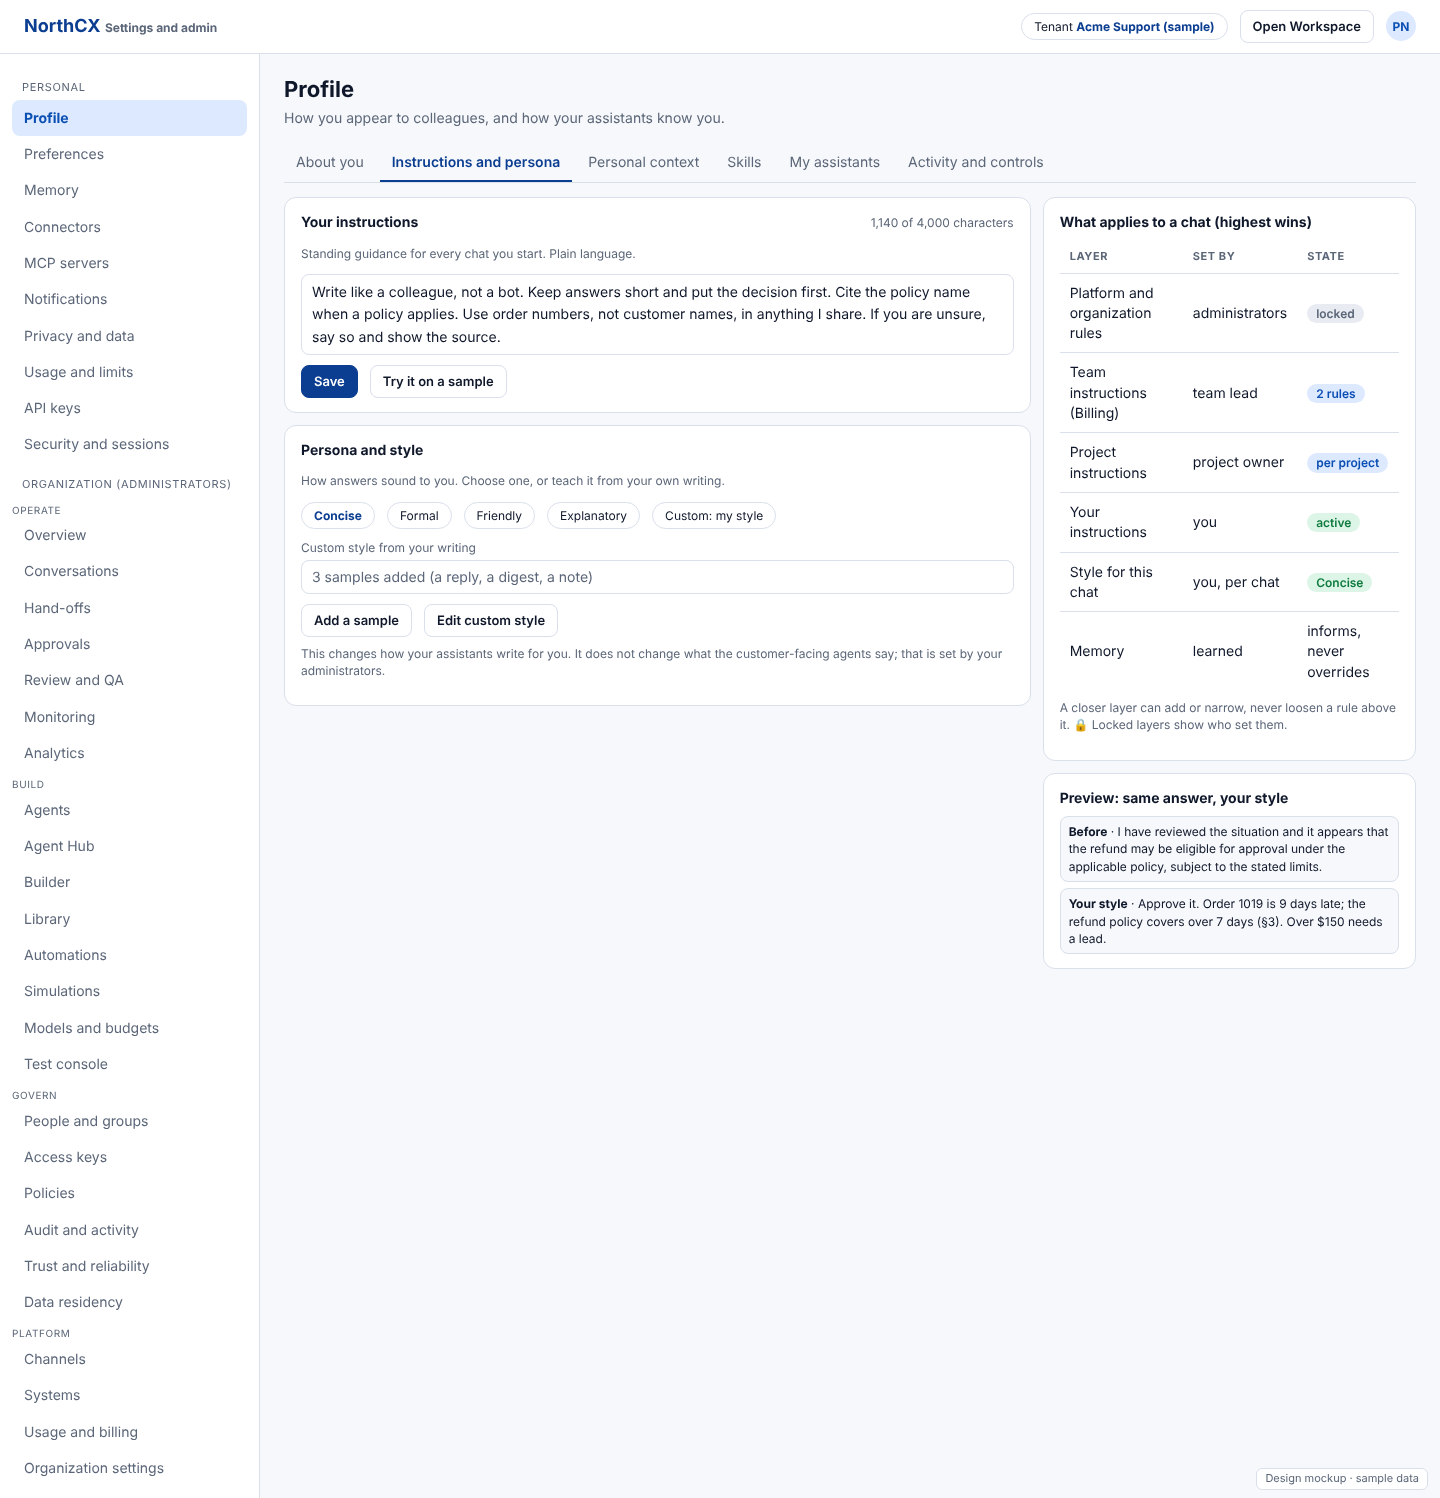 NorthCX Settings and admin
Tenant Acme Support (sample)
Open Workspace
PN
PERSONAL
Profile
Preferences
Memory
Connectors
MCP servers
Notifications
Privacy and data
Usage and limits
API keys
Security and sessions
ORGANIZATION (ADMINISTRATORS)
OPERATE
Overview
Conversations
Hand-offs
Approvals
Review and QA
Monitoring
Analytics
BUILD
Agents
Agent Hub
Builder
Library
Automations
Simulations
Models and budgets
Test console
GOVERN
People and groups
Access keys
Policies
Audit and activity
Trust and reliability
Data residency
PLATFORM
Channels
Systems
Usage and billing
Organization settings
Profile
How you appear to colleagues, and how your assistants know you.
About you Instructions and persona Personal context Skills My assistants Activity and controls
Your instructions 1,140 of 4,000 characters
Standing guidance for every chat you start. Plain language.
Write like a colleague, not a bot. Keep answers short and put the decision first. Cite the policy name
when a policy applies. Use order numbers, not customer names, in anything I share. If you are unsure,
say so and show the source.
Save Try it on a sample
Persona and style
How answers sound to you. Choose one, or teach it from your own writing.
Concise Formal Friendly Explanatory Custom: my style
Custom style from your writing
3 samples added (a reply, a digest, a note)
Add a sample Edit custom style
This changes how your assistants write for you. It does not change what the customer-facing agents say; that is set by your
administrators.
What applies to a chat (highest wins)
LAYER SET BY STATE
Platform and
organization
rules
administrators
locked
Team
instructions
(Billing)
team lead
2 rules
Project
instructions
project owner
per project
Your
instructions
you
active
Style for this
chat
you, per chat
Concise
Memory
learned
informs,
never
overrides
A closer layer can add or narrow, never loosen a rule above
it. 🔒 Locked layers show who set them.
Preview: same answer, your style
Before · I have reviewed the situation and it appears that
the refund may be eligible for approval under the
applicable policy, subject to the stated limits.
Your style · Approve it. Order 1019 is 9 days late; the
refund policy covers over 7 days (§3). Over $150 needs
a lead.
Design mockup · sample data